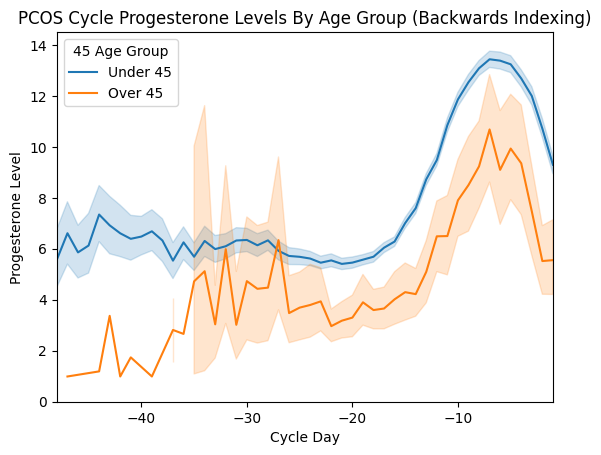 PCOS Cycle Progesterone Levels By Age Group (Backwards Indexing)
45 Age Group
Under 45
Over 45
14
12
10
8
6
4
2
0
Progesterone Level
−40
−30
−20
−10
Cycle Day